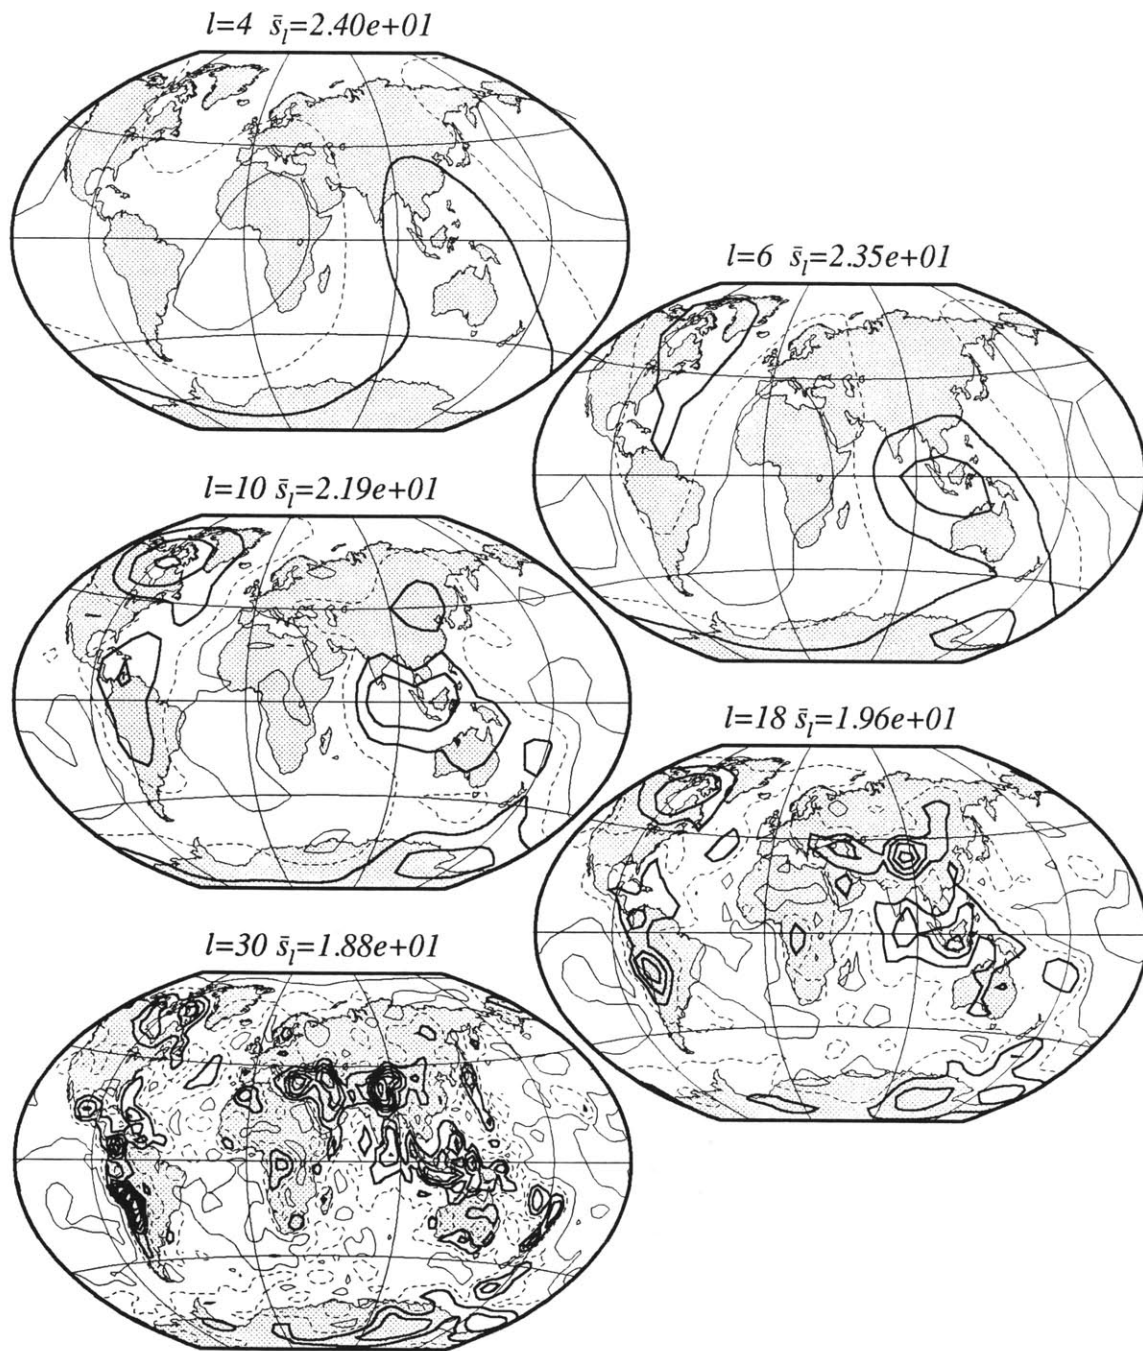 l=4 s̄ₗ=2.40e+01
l=6 s̄ₗ=2.35e+01
l=10 s̄ₗ=2.19e+01
l=18 s̄ₗ=1.96e+01
l=30 s̄ₗ=1.88e+01